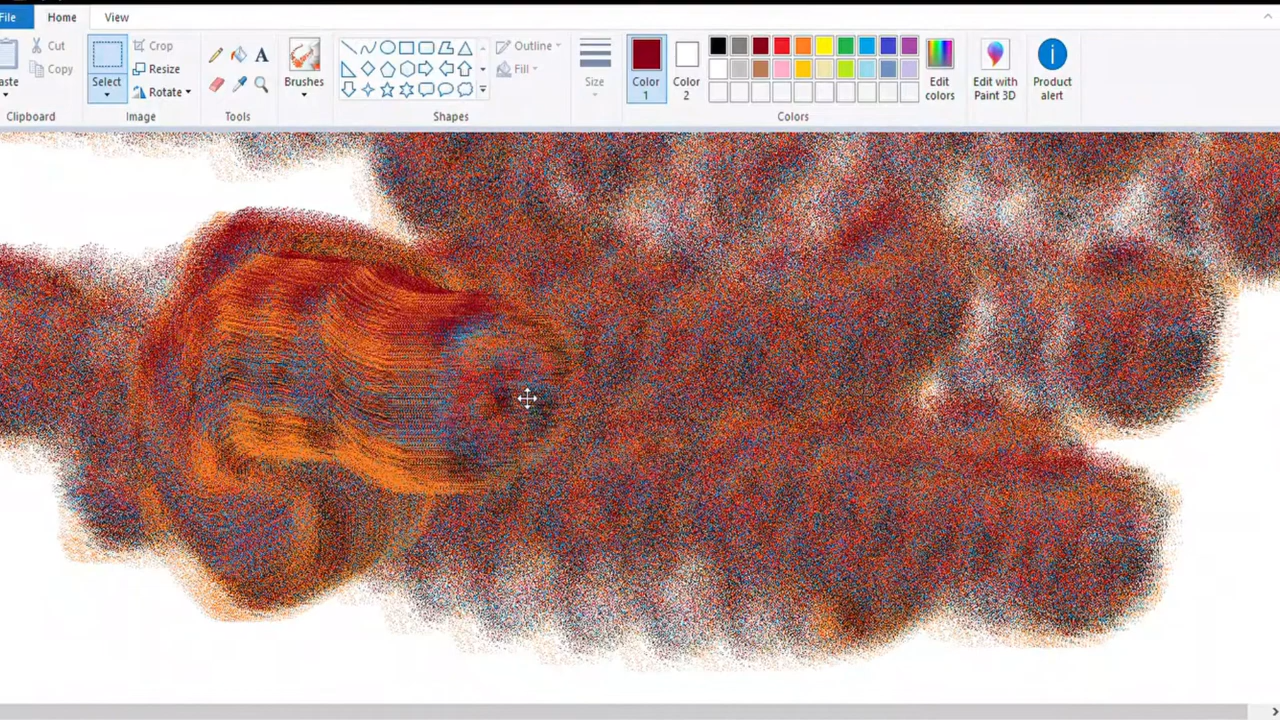 File Home View
Cut
Copy
Select
Crop
Resize
Rotate
A
Brushes
Outline
Fill
Size
Color 1
Color 2
Edit colors
Edit with Paint 3D
Product alert
Clipboard Image Tools Shapes Colors